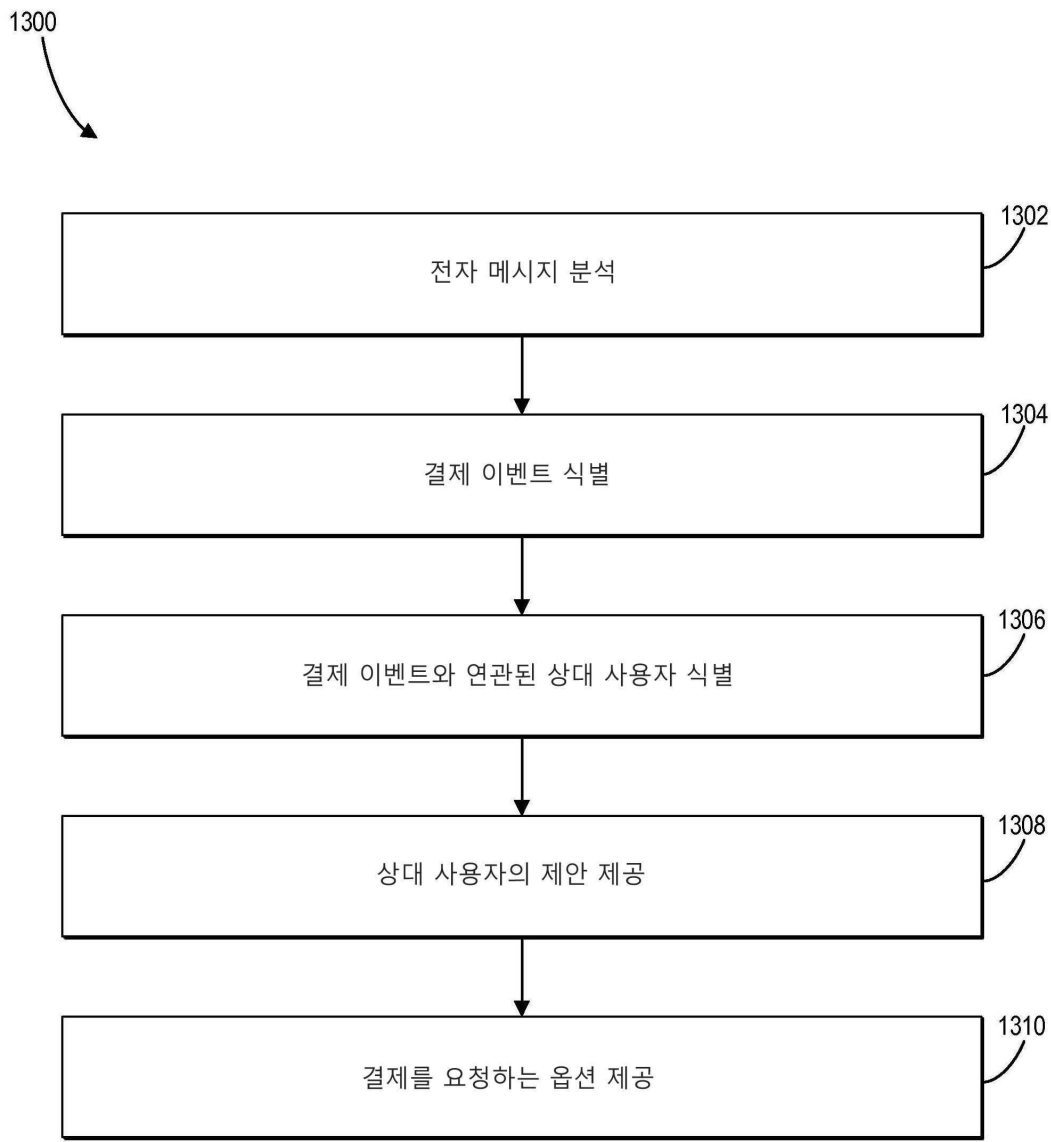 1300
1302
전자 메시지 분석
1304
결제 이벤트 식별
1306
결제 이벤트와 연관된 상대 사용자 식별
1308
상대 사용자의 제안 제공
1310
결제를 요청하는 옵션 제공